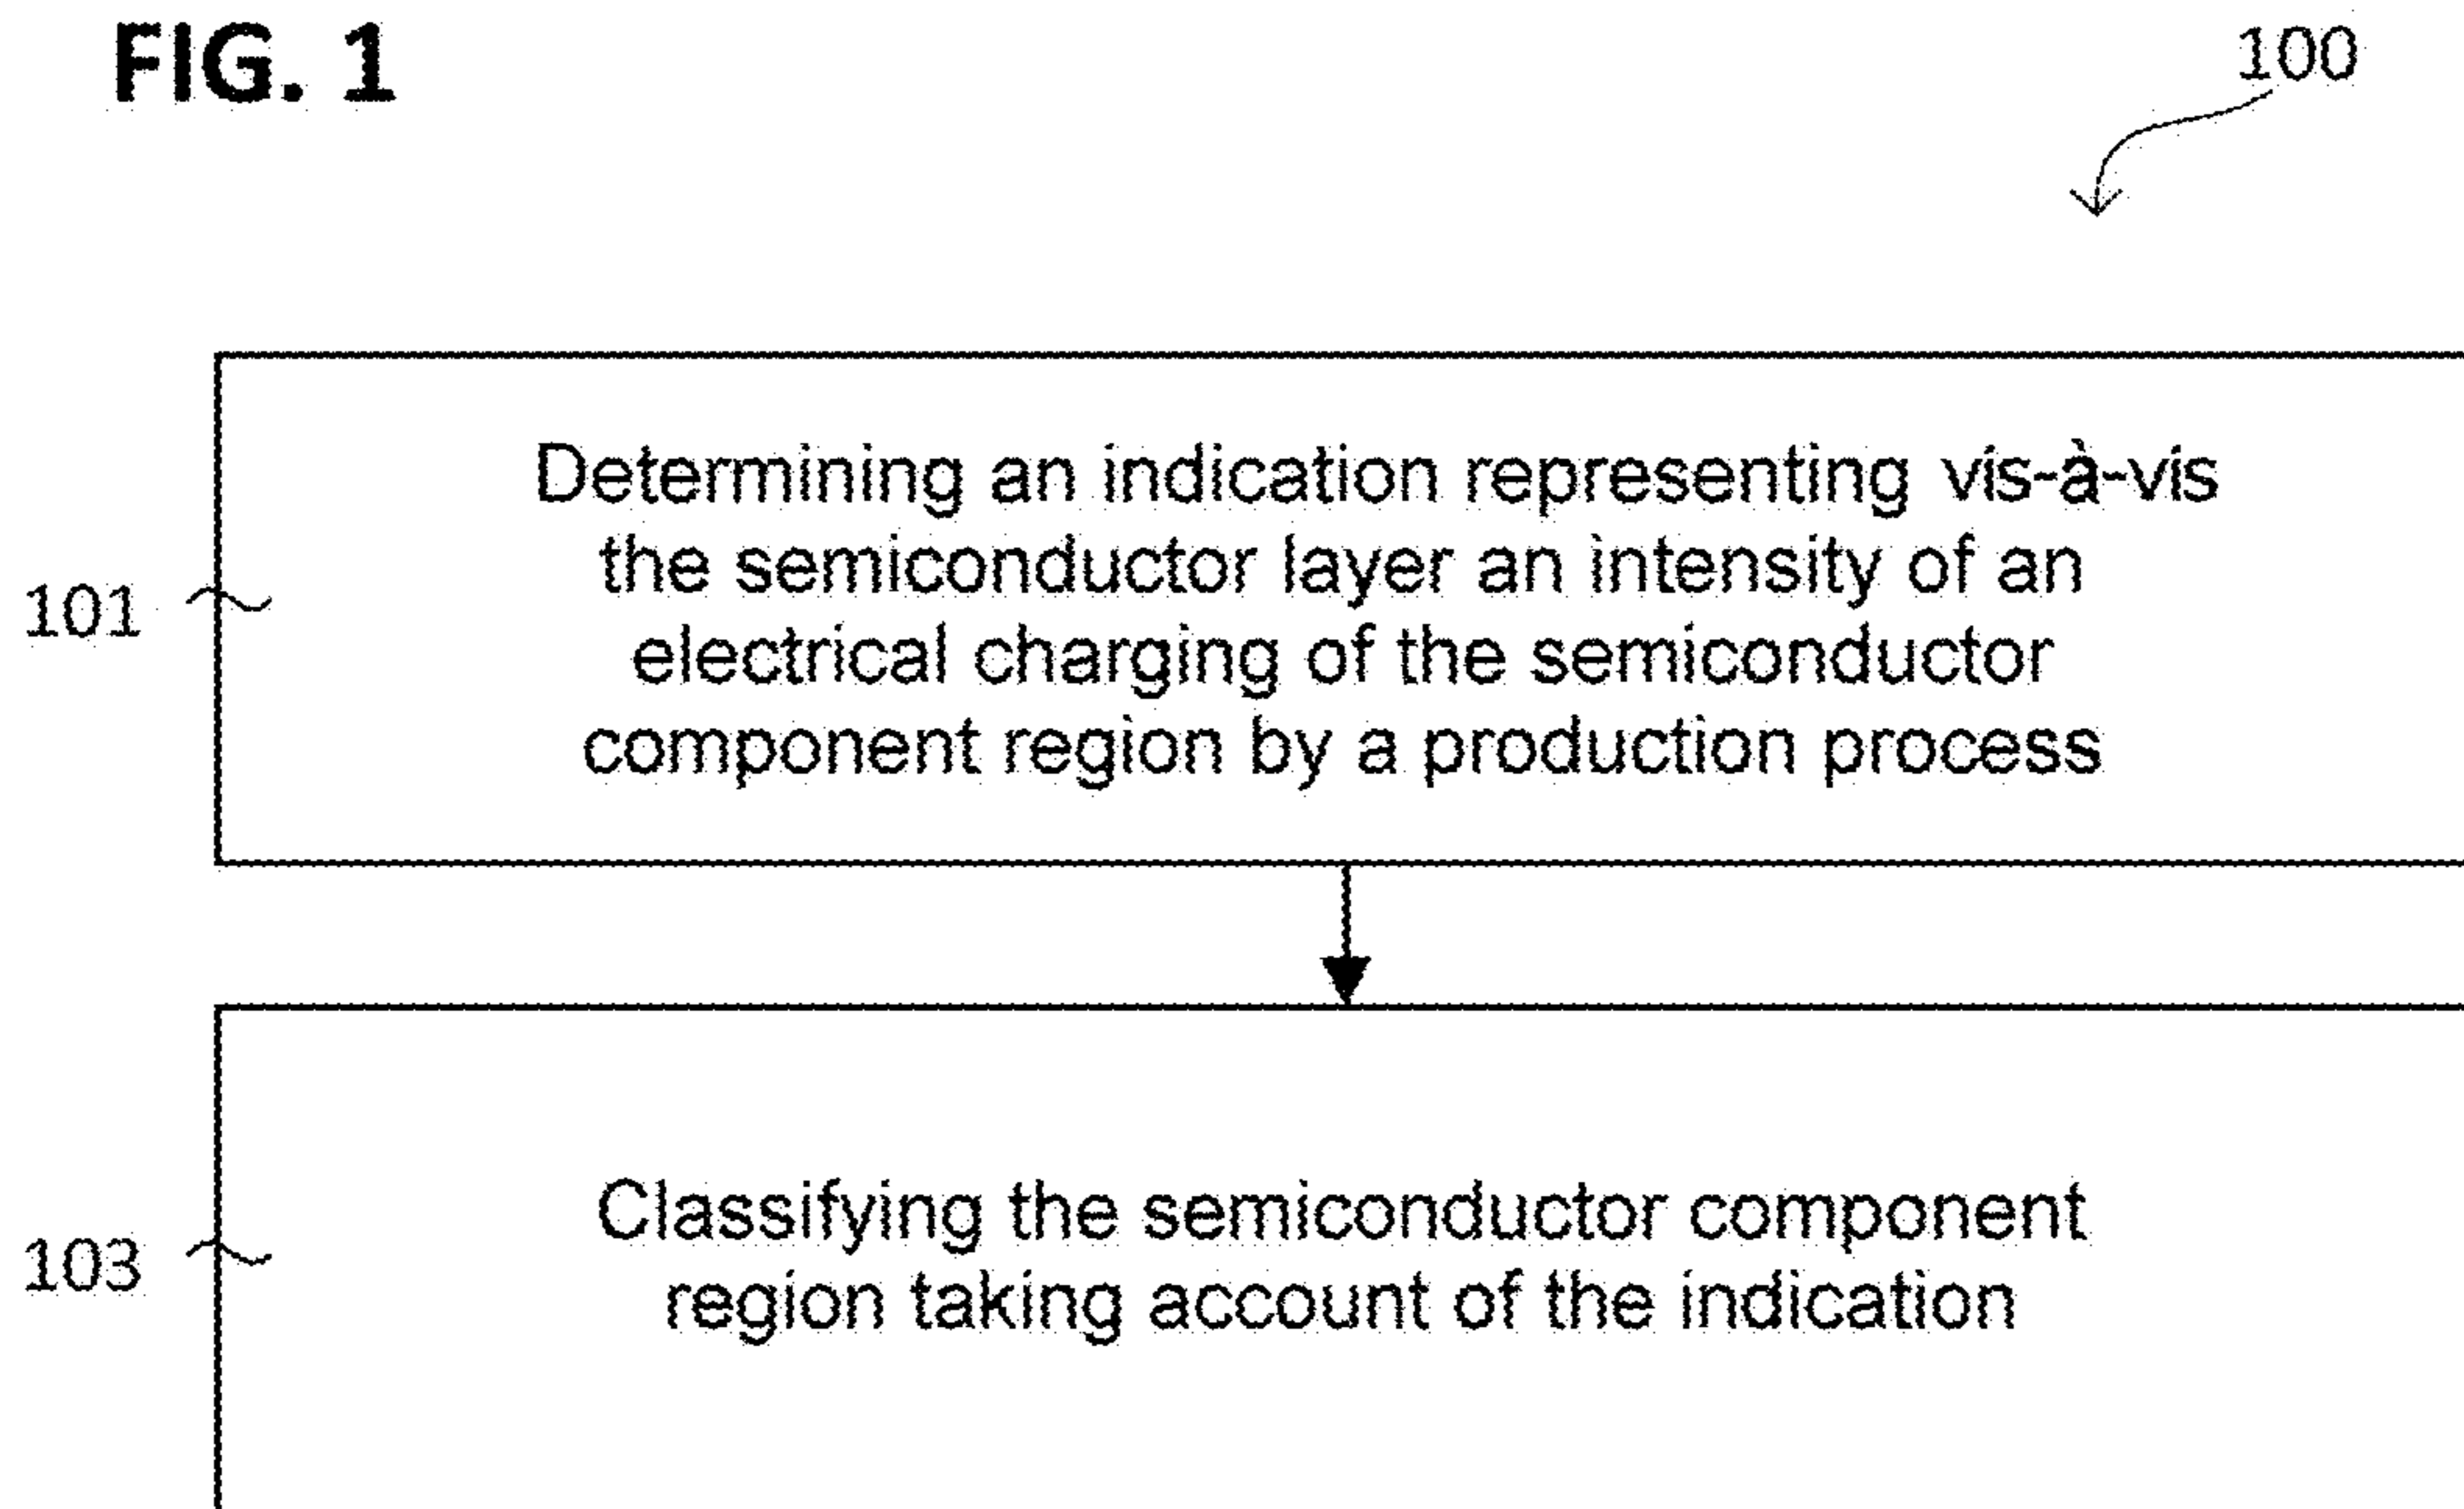 FIG. 1
100
Determining an indication representing vis-à-vis
the semiconductor layer an intensity of an
electrical charging of the semiconductor
component region by a production process
101
Classifying the semiconductor component
region taking account of the indication
103